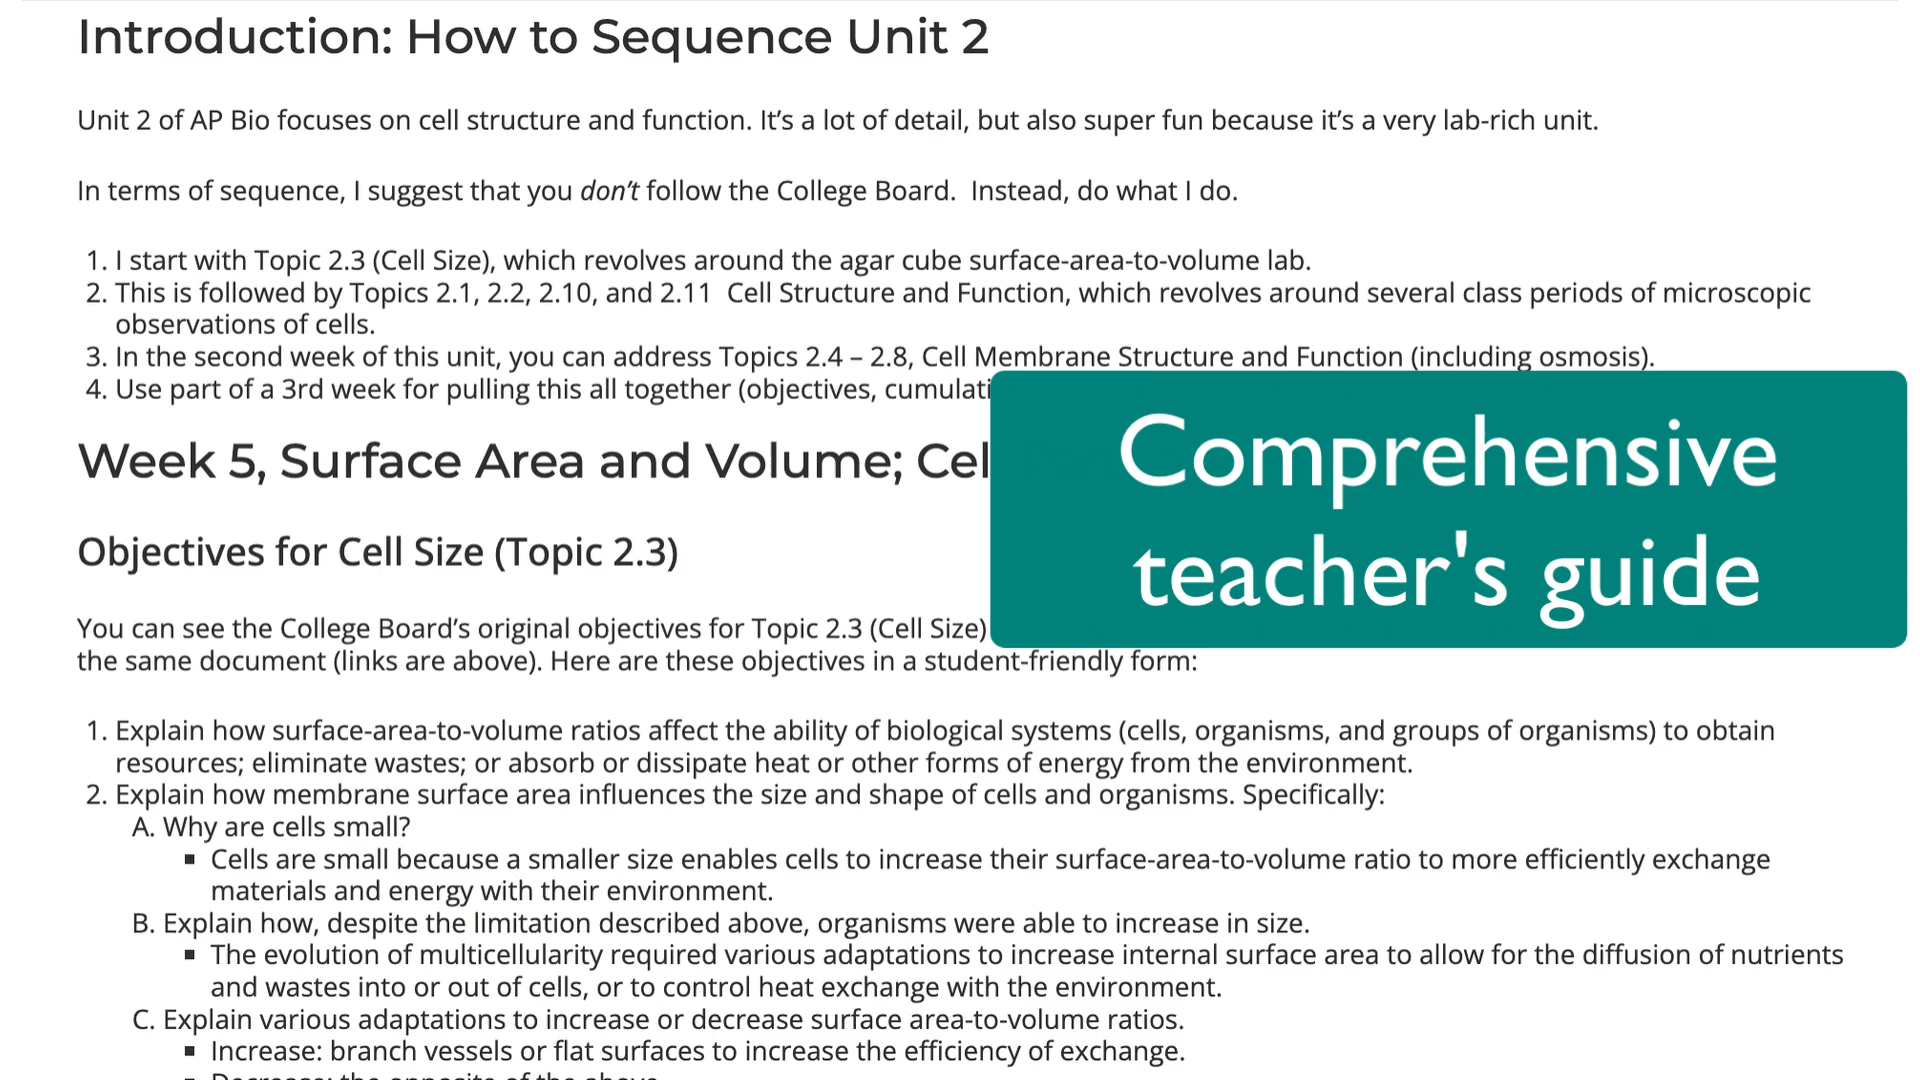 Introduction: How to Sequence Unit 2
Unit 2 of AP Bio focuses on cell structure and function. It’s a lot of detail, but also super fun because it’s a very lab-rich unit.
In terms of sequence, I suggest that you don’t follow the College Board.  Instead, do what I do.
1. I start with Topic 2.3 (Cell Size), which revolves around the agar cube surface-area-to-volume lab.
2. This is followed by Topics 2.1, 2.2, 2.10, and 2.11  Cell Structure and Function, which revolves around several class periods of microscopic
observations of cells.
3. In the second week of this unit, you can address Topics 2.4 – 2.8, Cell Membrane Structure and Function (including osmosis).
4. Use part of a 3rd week for pulling this all together (objectives,
Week 5, Surface Area and Volume;
Comprehensive
teacher's guide
Objectives for Cell Size (Topic 2.3)
You can see the College Board’s original objectives for Topic 2.3 (Cell Size)
the same document (links are above). Here are these objectives in a student-friendly form:
1. Explain how surface-area-to-volume ratios affect the ability of biological systems (cells, organisms, and groups of organisms) to obtain
resources; eliminate wastes; or absorb or dissipate heat or other forms of energy from the environment.
2. Explain how membrane surface area influences the size and shape of cells and organisms. Specifically:
A. Why are cells small?
▪ Cells are small because a smaller size enables cells to increase their surface-area-to-volume ratio to more efficiently exchange
materials and energy with their environment.
B. Explain how, despite the limitation described above, organisms were able to increase in size.
▪ The evolution of multicellularity required various adaptations to increase internal surface area to allow for the diffusion of nutrients
and wastes into or out of cells, or to control heat exchange with the environment.
C. Explain various adaptations to increase or decrease surface area-to-volume ratios.
▪ Increase: branch vessels or flat surfaces to increase the efficiency of exchange.
▪ Decrease: the opposite of the above